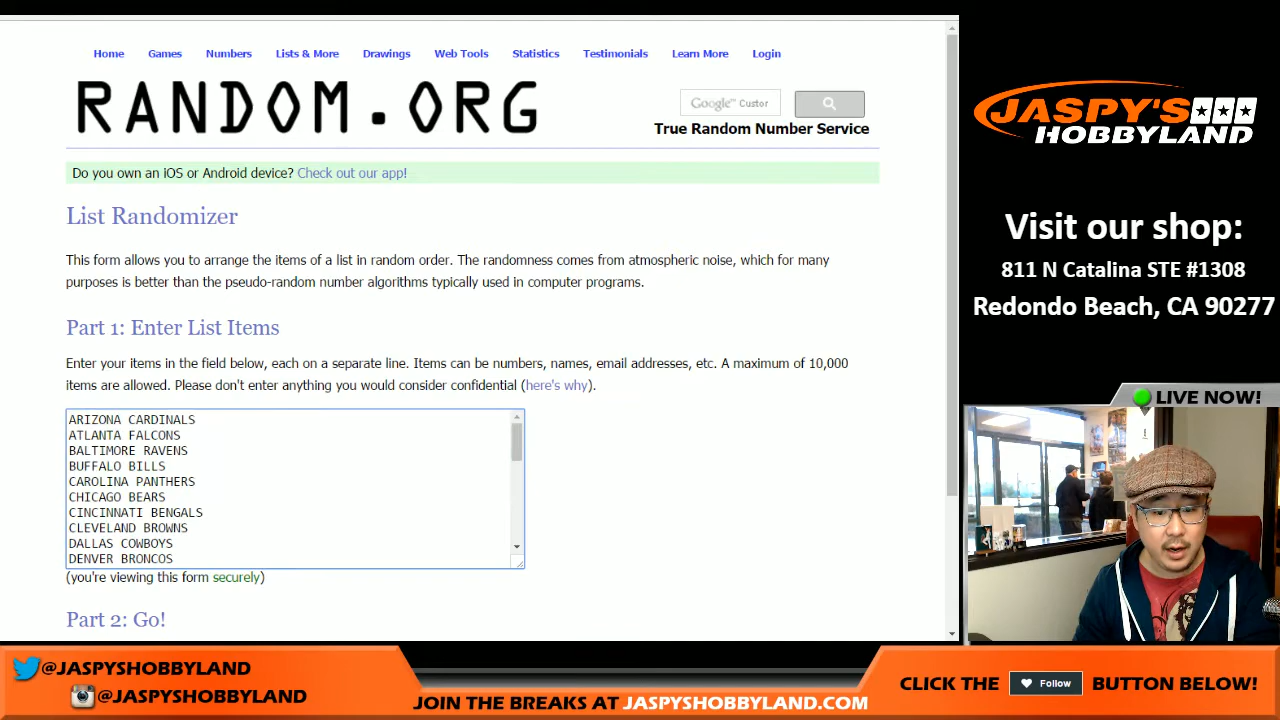 Home Games Numbers Lists & More Drawings Web Tools Statistics Testimonials Learn More Login
RANDOM.ORG
Google™ Custor
True Random Number Service
Do you own an iOS or Android device? Check out our app!
List Randomizer
This form allows you to arrange the items of a list in random order. The randomness comes from atmospheric noise, which for many
purposes is better than the pseudo-random number algorithms typically used in computer programs.
Part 1: Enter List Items
Enter your items in the field below, each on a separate line. Items can be numbers, names, email addresses, etc. A maximum of 10,000
items are allowed. Please don't enter anything you would consider confidential (here's why).
ARIZONA CARDINALS
ATLANTA FALCONS
BALTIMORE RAVENS
BUFFALO BILLS
CAROLINA PANTHERS
CHICAGO BEARS
CINCINNATI BENGALS
CLEVELAND BROWNS
DALLAS COWBOYS
DENVER BRONCOS
(you're viewing this form securely)
Part 2: Go!
JASPY'S
HOBBYLAND
Visit our shop:
811 N Catalina STE #1308
Redondo Beach, CA 90277
LIVE NOW!
@JASPYSHOBBYLAND
@JASPYSHOBBYLAND
JOIN THE BREAKS AT JASPYSHOBBYLAND.COM
CLICK THE Follow BUTTON BELOW!